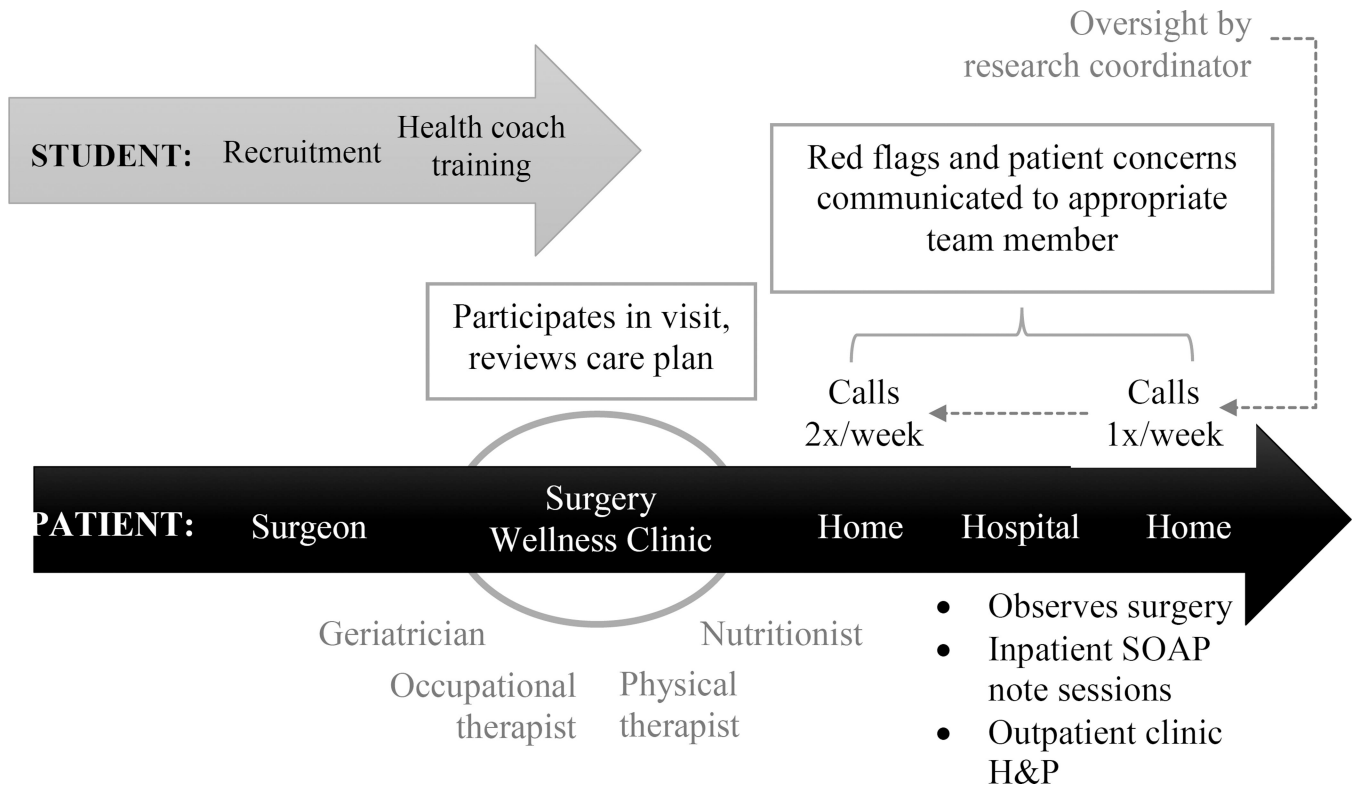 Oversight by
research coordinator
STUDENT:
Recruitment
Health coach
training
Red flags and patient concerns
communicated to appropriate
team member
Participates in visit,
reviews care plan
Calls
2x/week
Calls
1x/week
PATIENT:
Surgeon
Surgery
Wellness Clinic
Home
Hospital
Home
Geriatrician
Occupational
therapist
Physical
therapist
Nutritionist
• Observes surgery
• Inpatient SOAP
note sessions
• Outpatient clinic
H&P